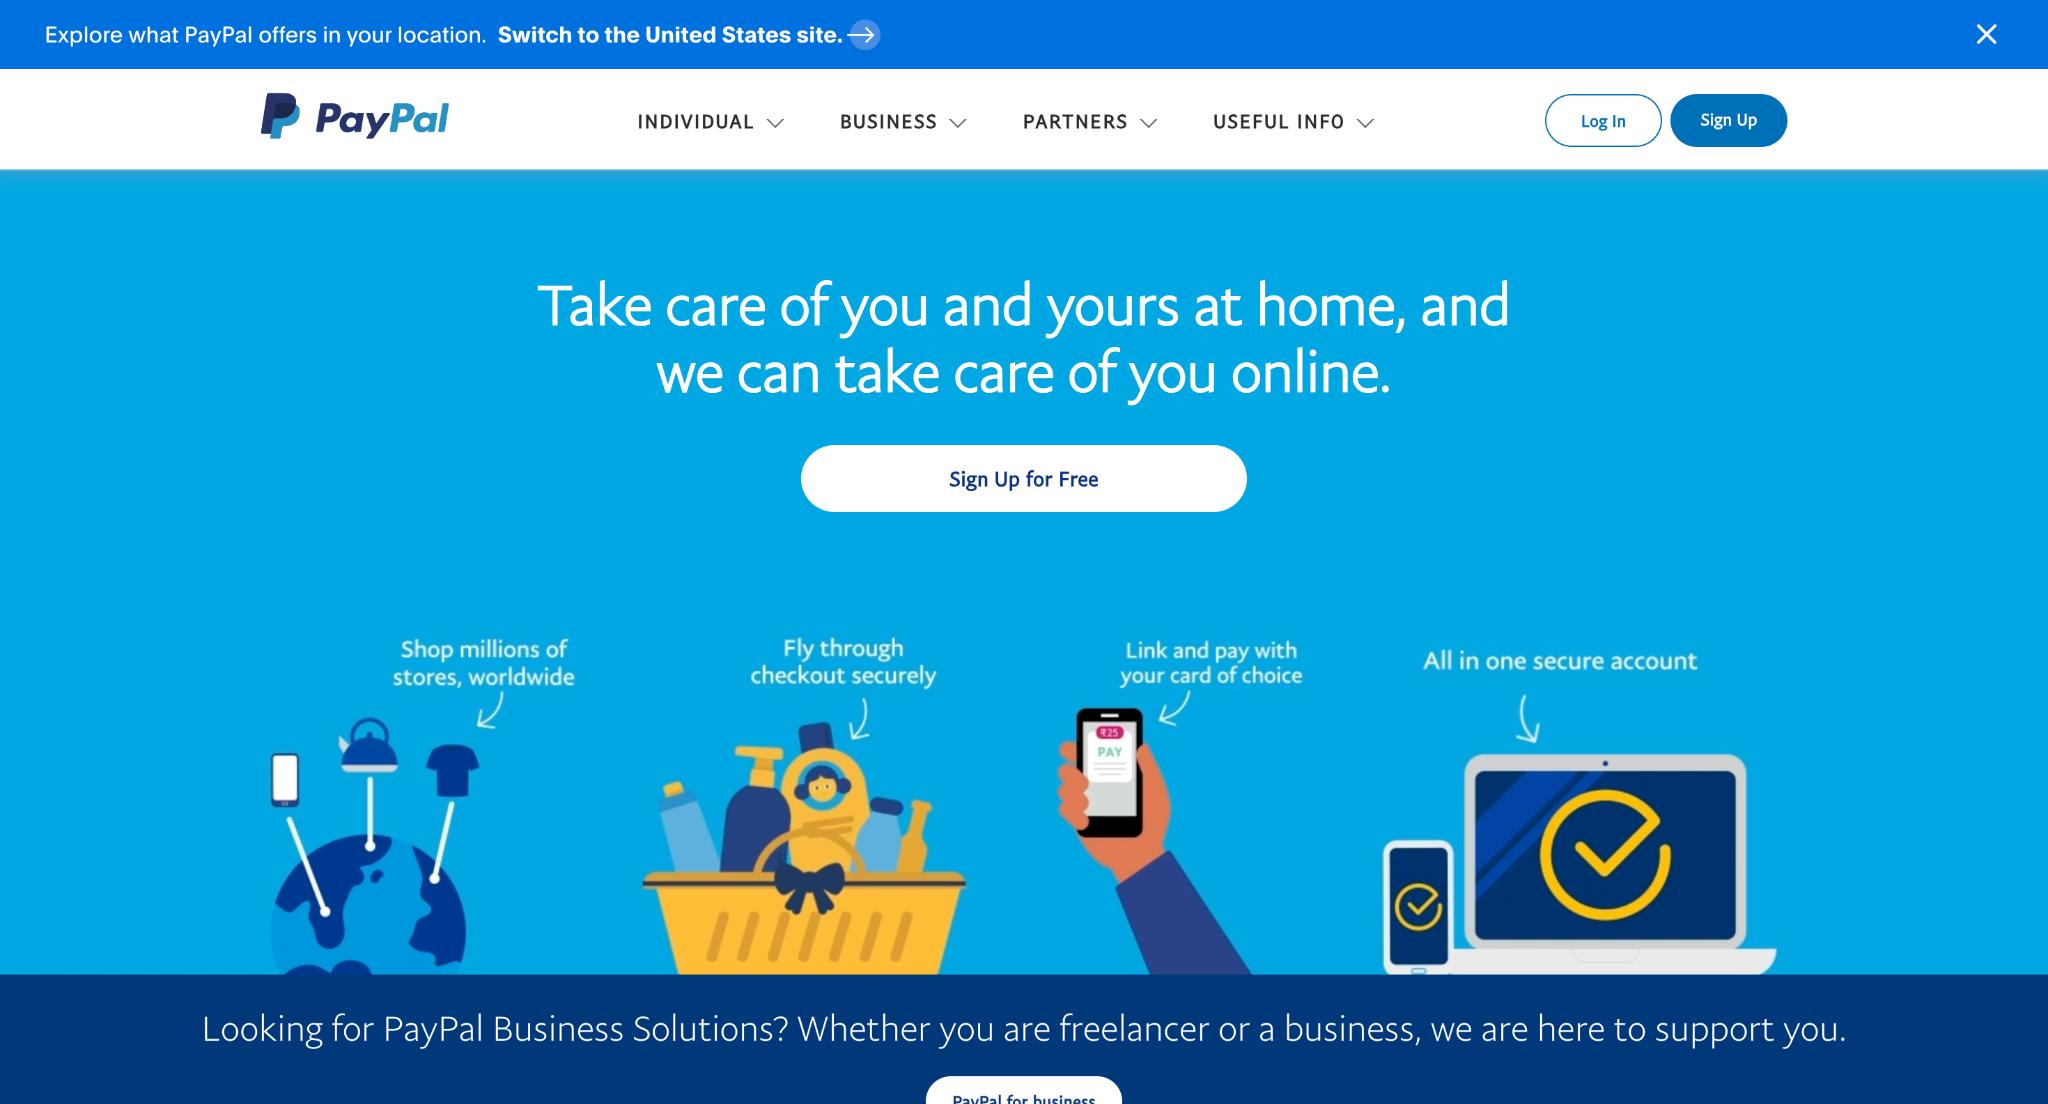 Explore what PayPal offers in your location. Switch to the United States site.
PayPal
INDIVIDUAL
BUSINESS
PARTNERS
USEFUL INFO
Log In
Sign Up
Take care of you and yours at home, and
we can take care of you online.
Sign Up for Free
Shop millions of
stores, worldwide
Fly through
checkout securely
Link and pay with
your card of choice
All in one secure account
₹25
PAY
Looking for PayPal Business Solutions? Whether you are freelancer or a business, we are here to support you.
PayPal for business